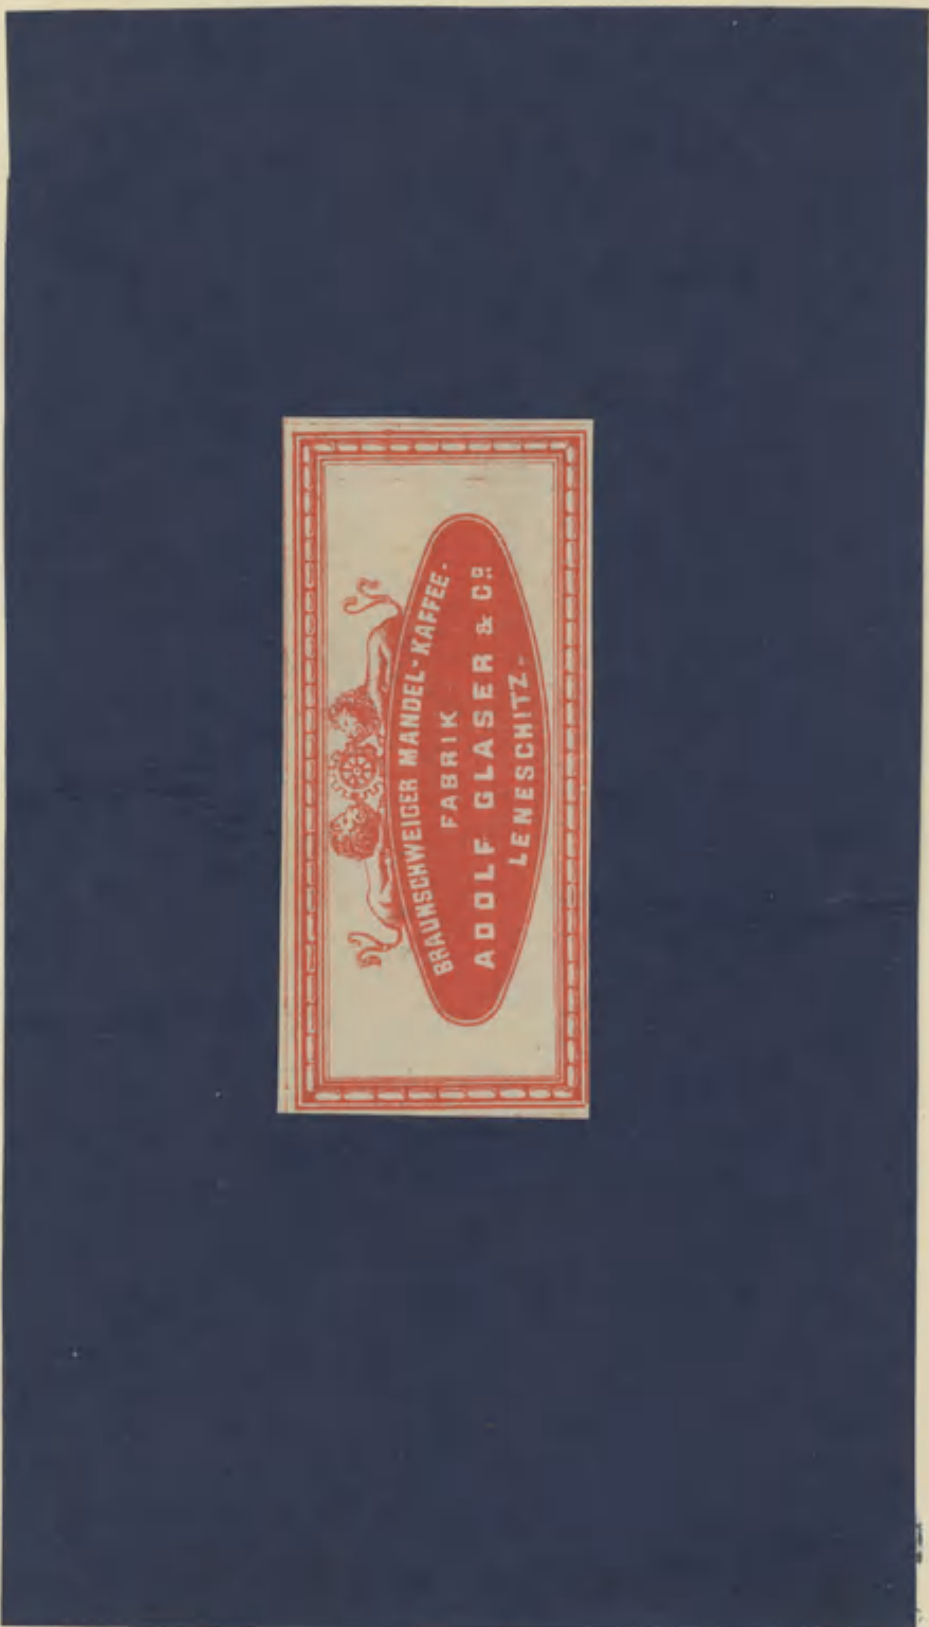 BRAUNSCHWEIGER MANDEL-KAFFEE-
FABRIK
ADOLF GLASER & Co.
LENESCHITZ-